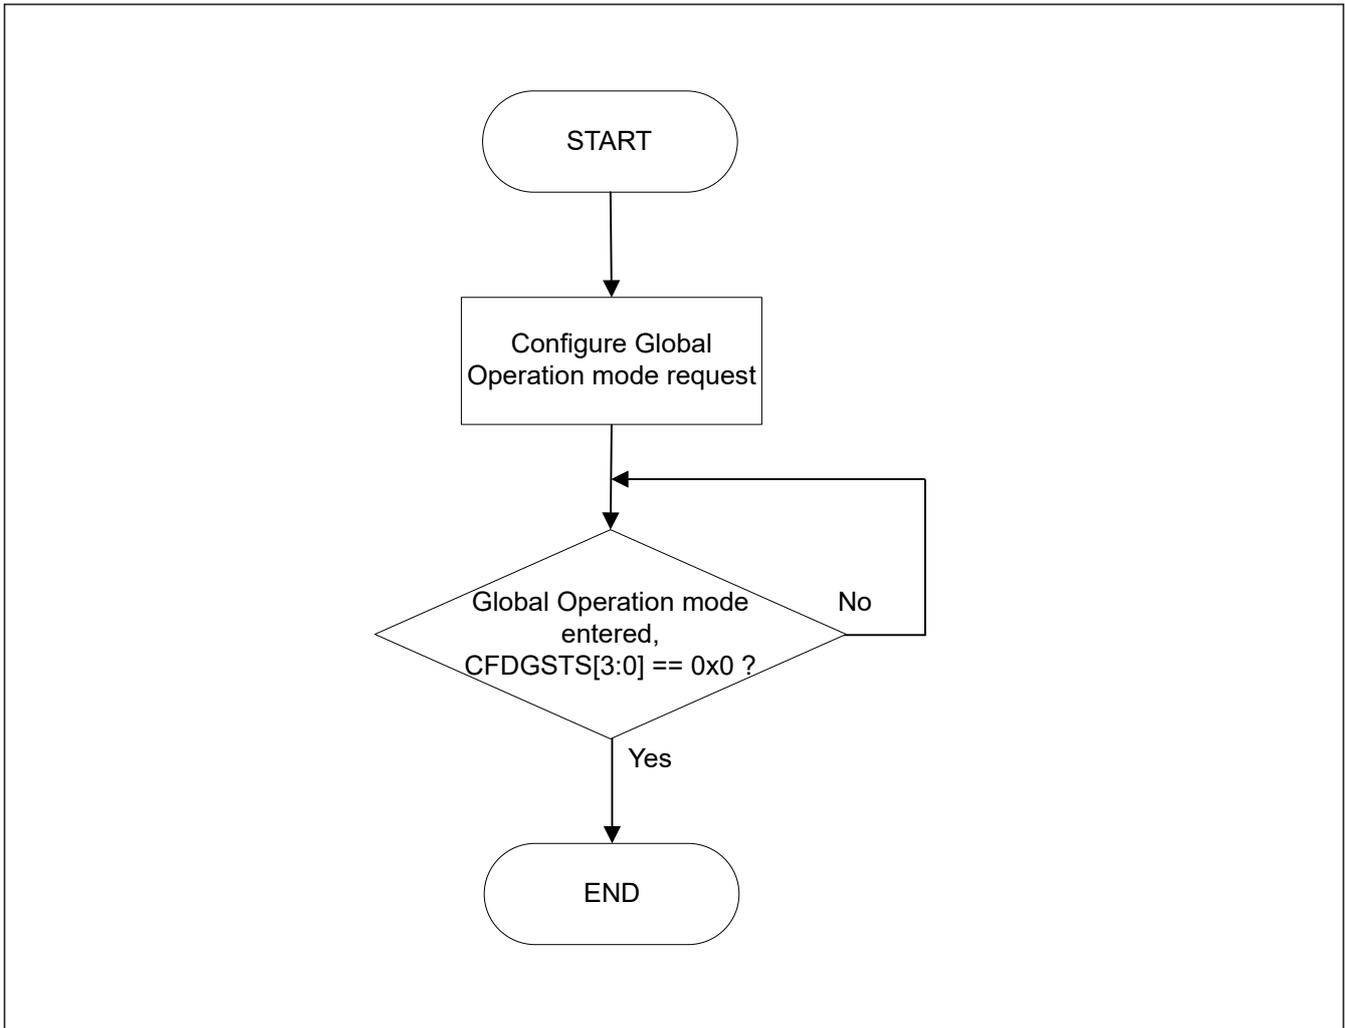 START
Configure Global
Operation mode request
Global Operation mode
entered,
CFDGSTS[3:0] == 0x0 ?
No
Yes
END